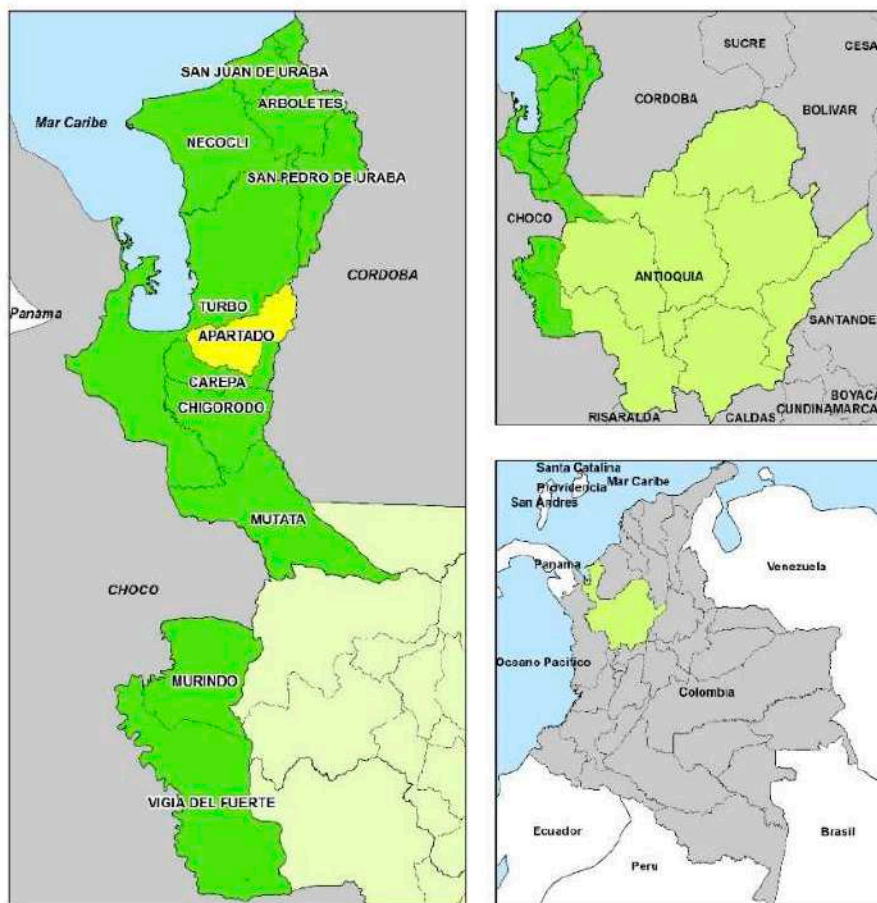 SAN JUAN DE URABA
ARBOLETES
Mar Caribe
NECOCLI
SAN PEDRO DE URABA
CORDOBA
TURBO
Panama
APARTADO
CAREPA
CHIGORODO
MUTATA
CHOCO
MURINDO
VIGIA DEL FUERTE
SUCRE
CESA
CORDOBA
BOLIVAR
CHOCO
ANTIOQUIA
SANTANDE
BOYACA
RISARALDA
CALDAS
CUNDINAMARCA
Santa Catalina
Mar Caribe
Providencia
San Andres
Panama
Venezuela
Oceano Pacifico
Colombia
Ecuador
Brasil
Peru